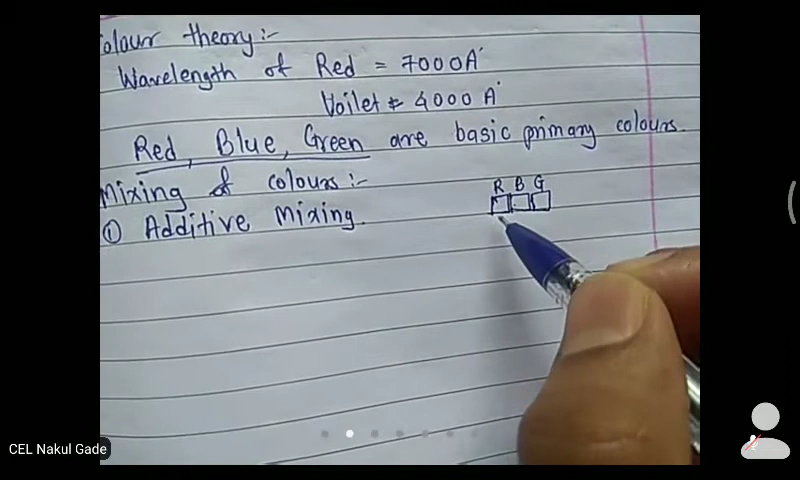 olour theory:-
Wavelength of Red = 7000A°
Voilet = 4000 A°
Red, Blue, Green are basic primary colours.
Mixing of colours:-
R B G
① Additive Mixing.
CEL Nakul Gade